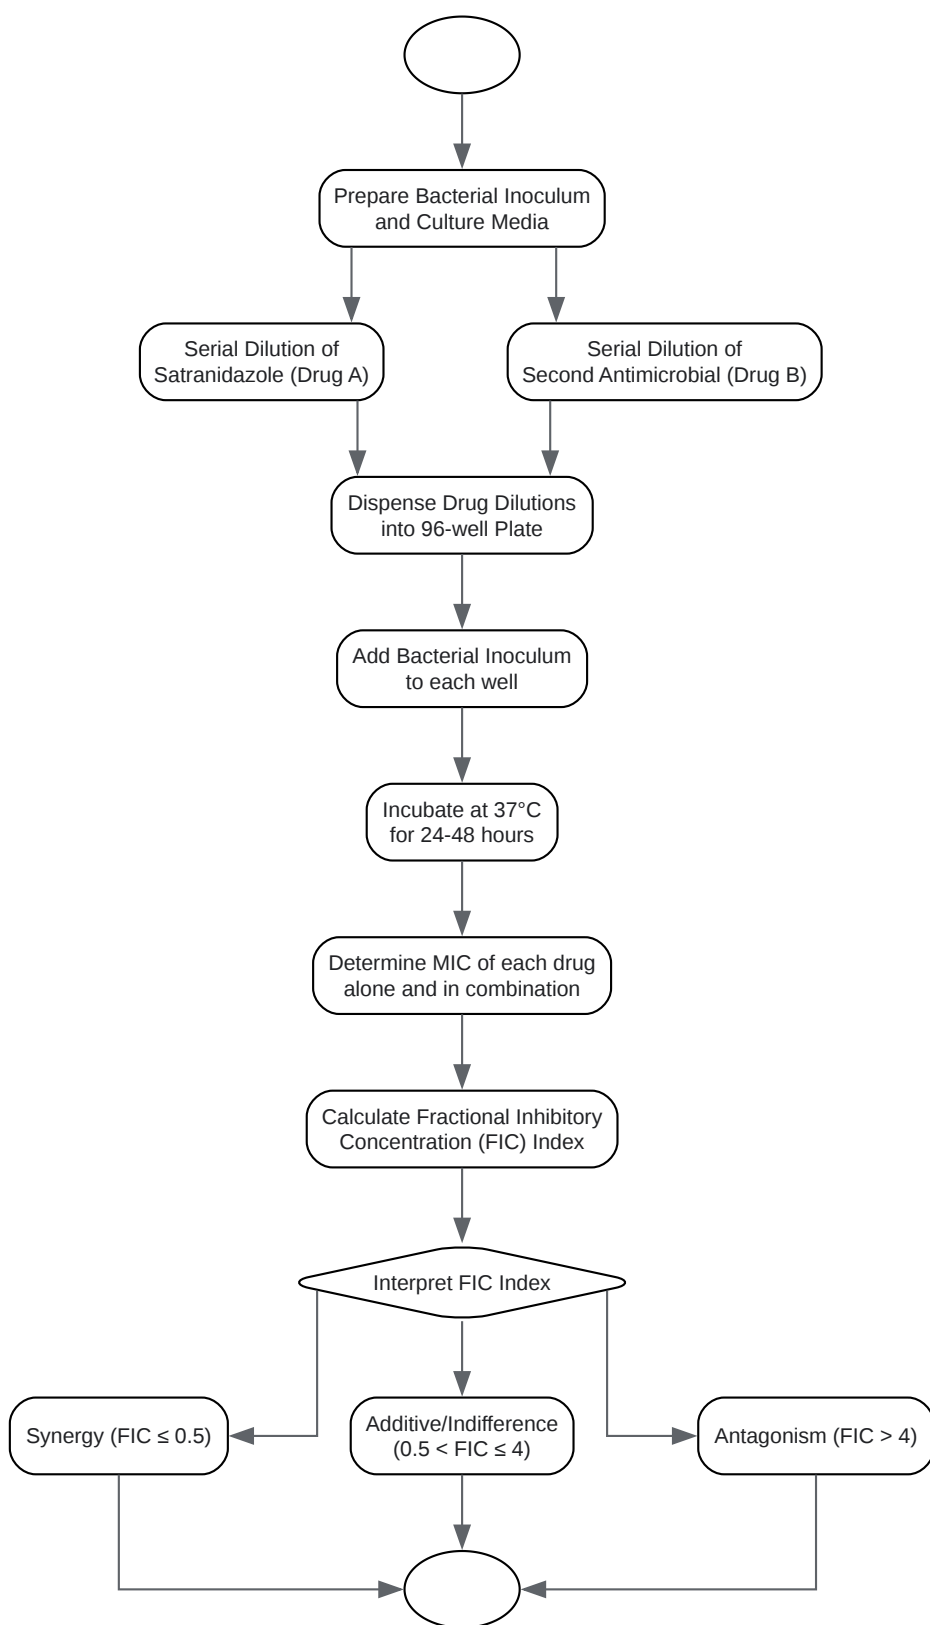 Prepare Bacterial Inoculum
and Culture Media
Serial Dilution of
Satranidazole (Drug A)
Serial Dilution of
Second Antimicrobial (Drug B)
Dispense Drug Dilutions
into 96-well Plate
Add Bacterial Inoculum
to each well
Incubate at 37°C
for 24-48 hours
Determine MIC of each drug
alone and in combination
Calculate Fractional Inhibitory
Concentration (FIC) Index
Interpret FIC Index
Synergy (FIC ≤ 0.5)
Additive/Indifference
(0.5 < FIC ≤ 4)
Antagonism (FIC > 4)